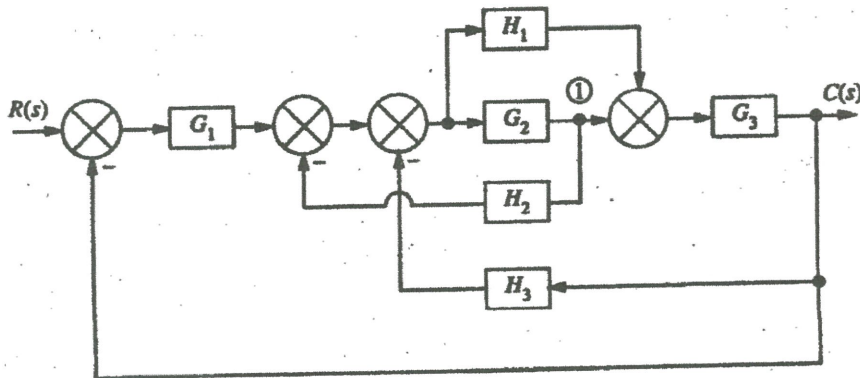 H₁
①
R(s)
C(s)
G₁
G₂
G₃
−
−
−
H₂
H₃